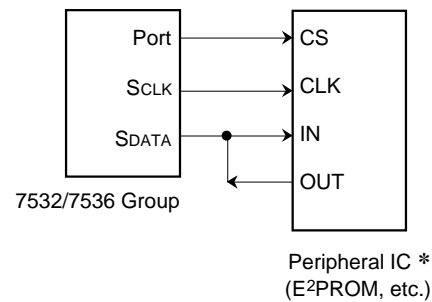 Port
CS
SCLK
CLK
SDATA
IN
OUT
7532/7536 Group
Peripheral IC *
(E2PROM, etc.)